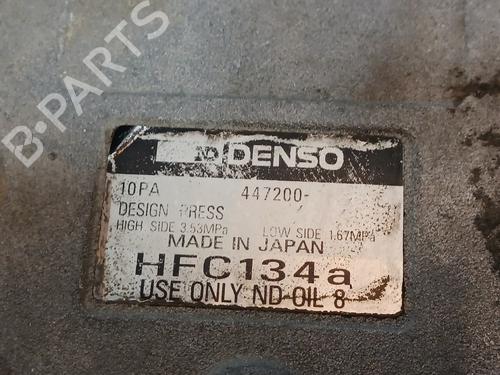 B-PARTS
DENSO
10PA 447200-
DESIGN PRESS
HIGH SIDE 3.53MPa LOW SIDE 1.67MPa
MADE IN JAPAN
HFC134a
USE ONLY ND-OIL 8